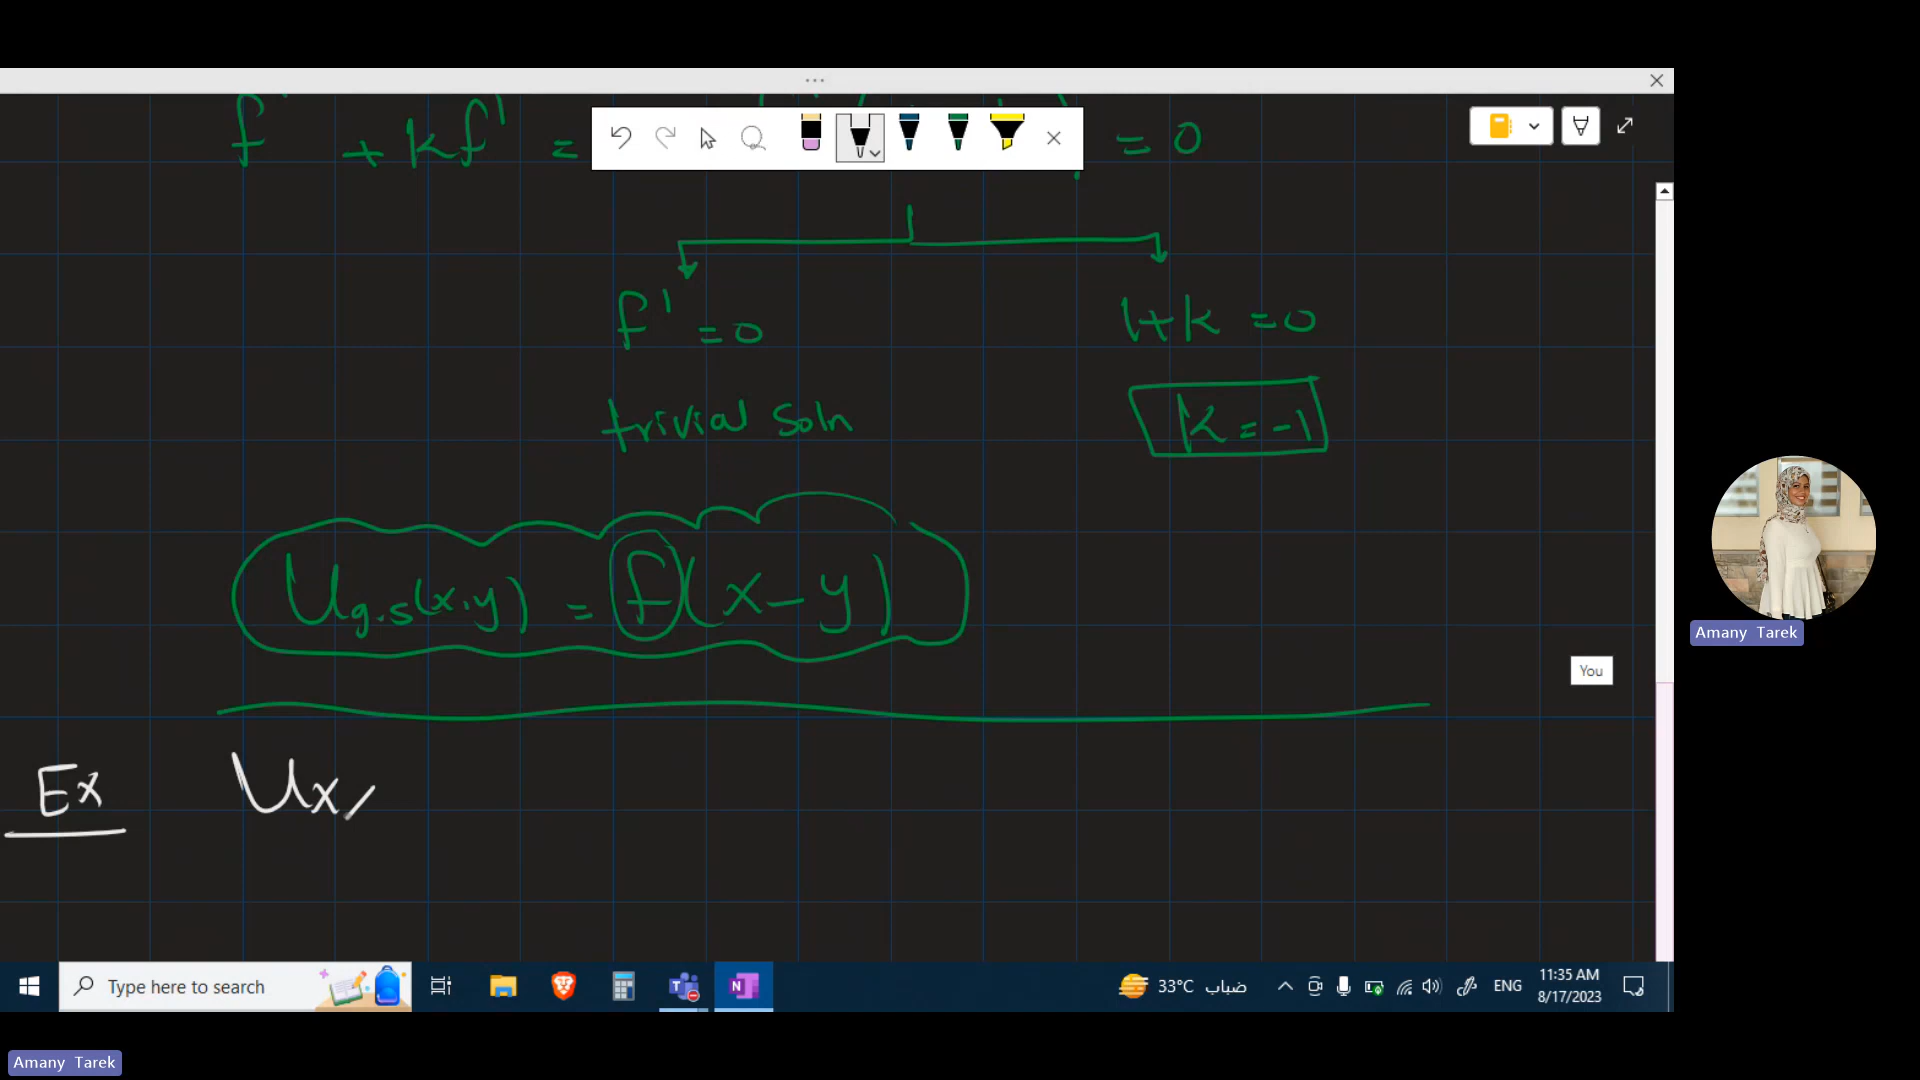 f' + kf' = = 0
f' = 0
1+k = 0
trivial soln
k = -1
U g.s(x,y) = f(x-y)
You
Ex Ux
Amany Tarek
Type here to search
33°C ضباب
ENG
11:35 AM
8/17/2023
Amany Tarek